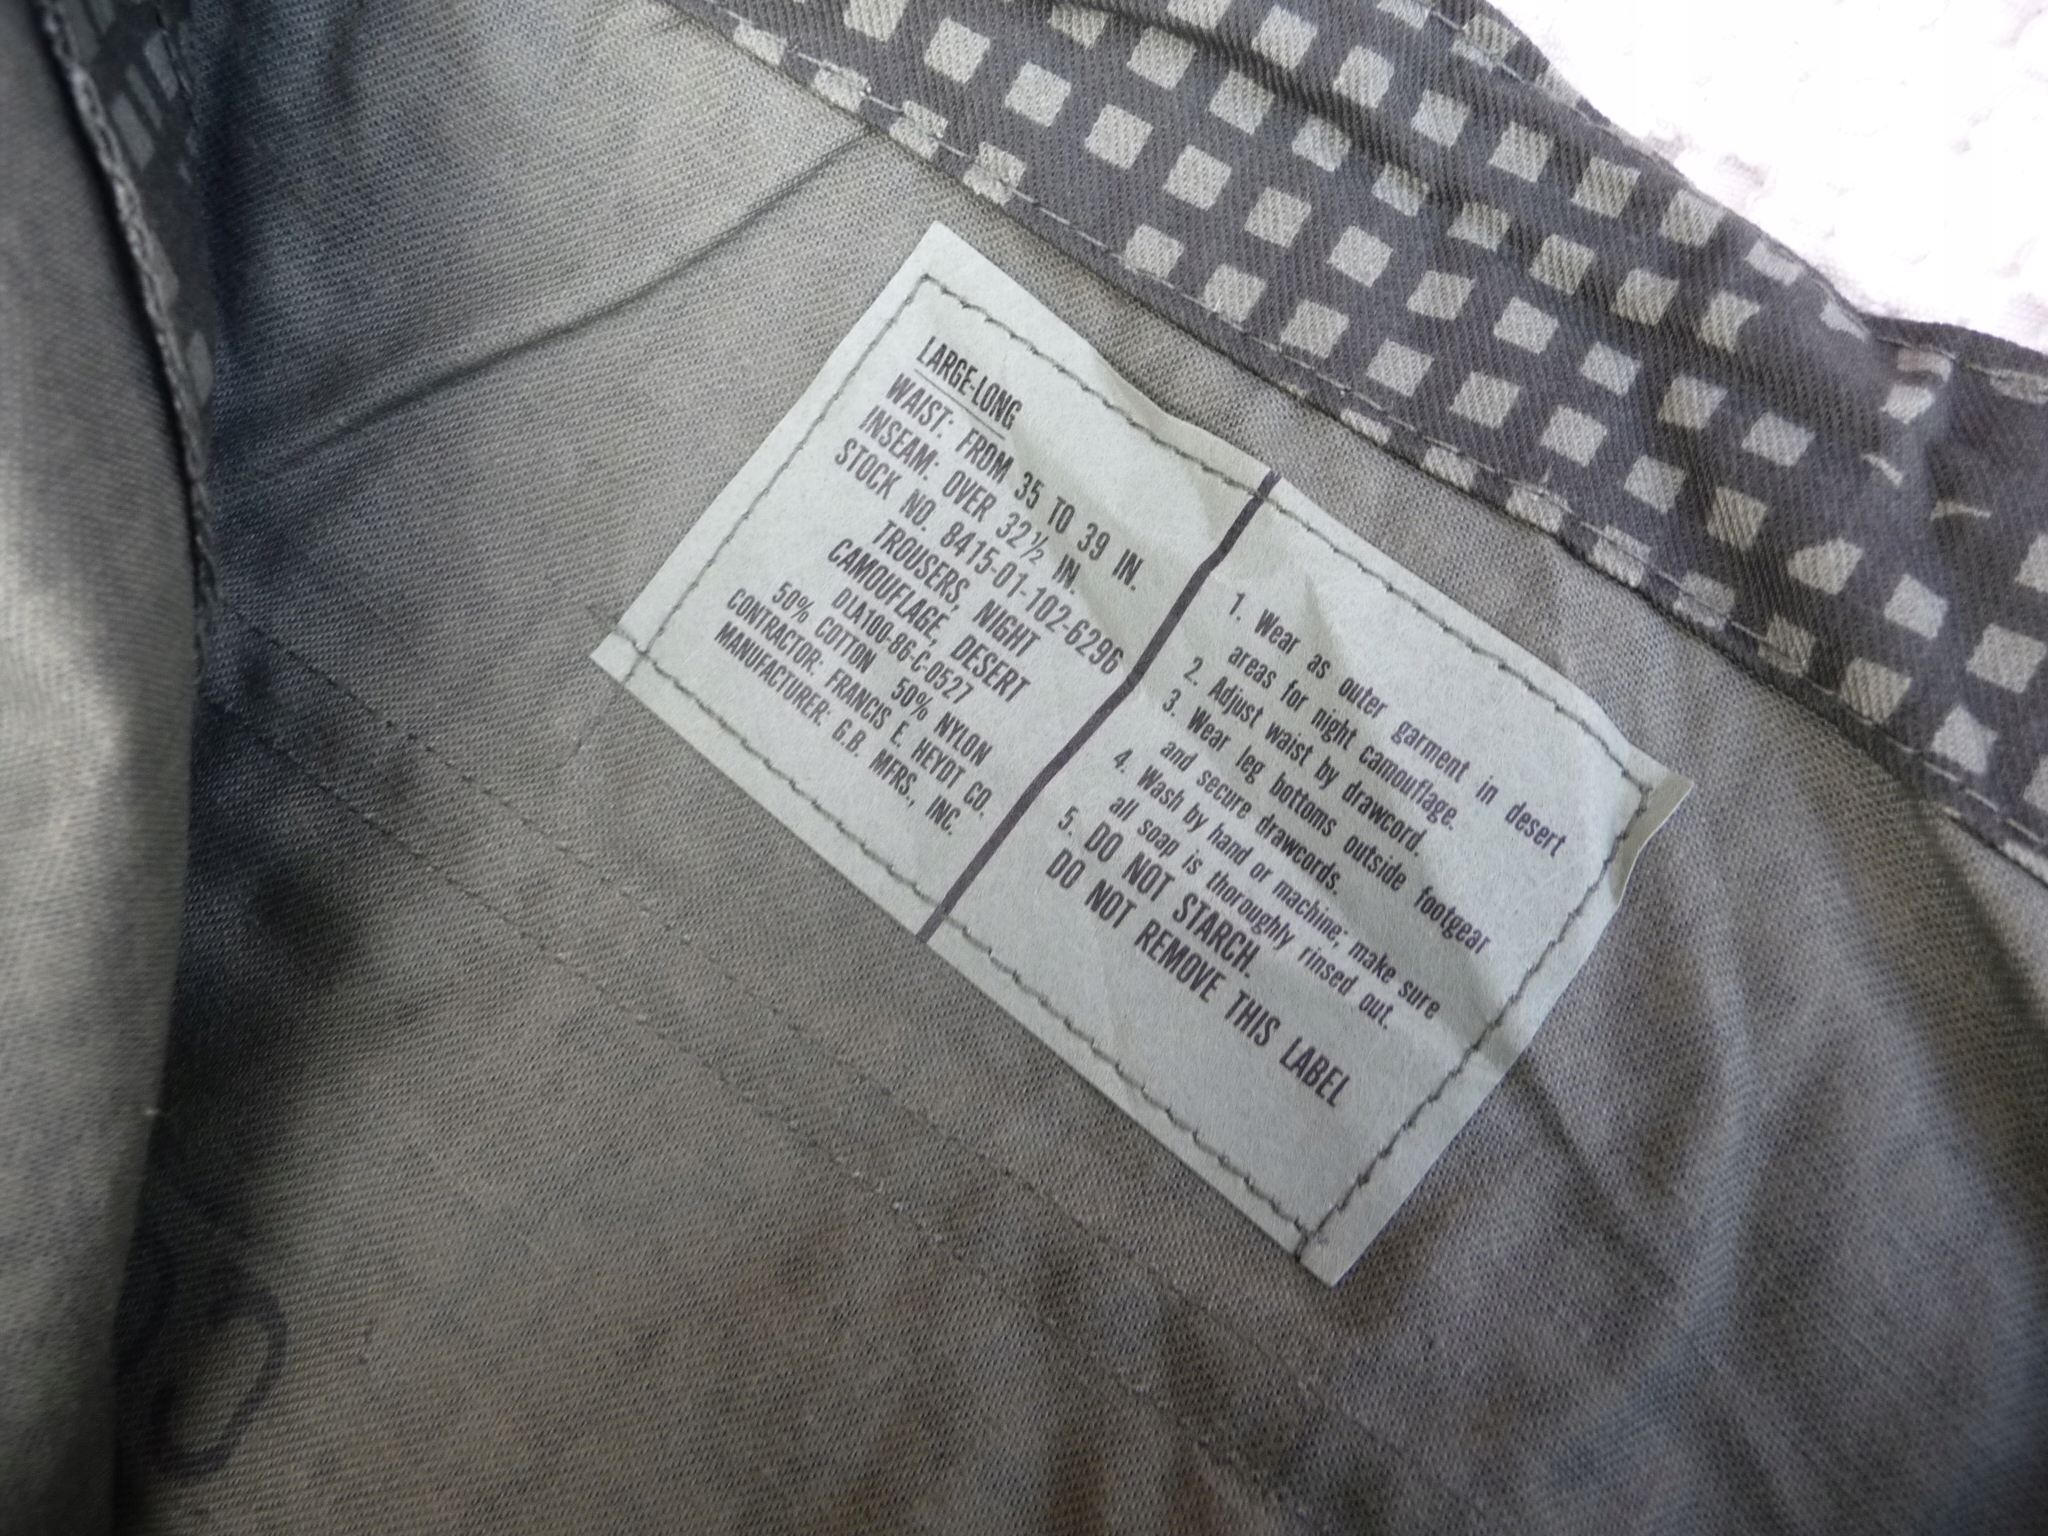 LARGE-LONG
WAIST: FROM 35 TO 39 IN.
INSEAM: OVER 32½ IN.
STOCK NO. 8415-01-102-6296
TROUSERS, NIGHT
CAMOUFLAGE, DESERT
DLA100-86-C-0527
50% COTTON 50% NYLON
CONTRACTOR: FRANCIS E. HEYDT CO.
MANUFACTURER: G.B. MFRS., INC.
1. Wear as outer garment in desert
areas for night camouflage.
2. Adjust waist by drawcord.
3. Wear leg bottoms outside footgear
and secure drawcords.
4. Wash by hand or machine; make sure
all soap is thoroughly rinsed out.
5. DO NOT STARCH.
DO NOT REMOVE THIS LABEL